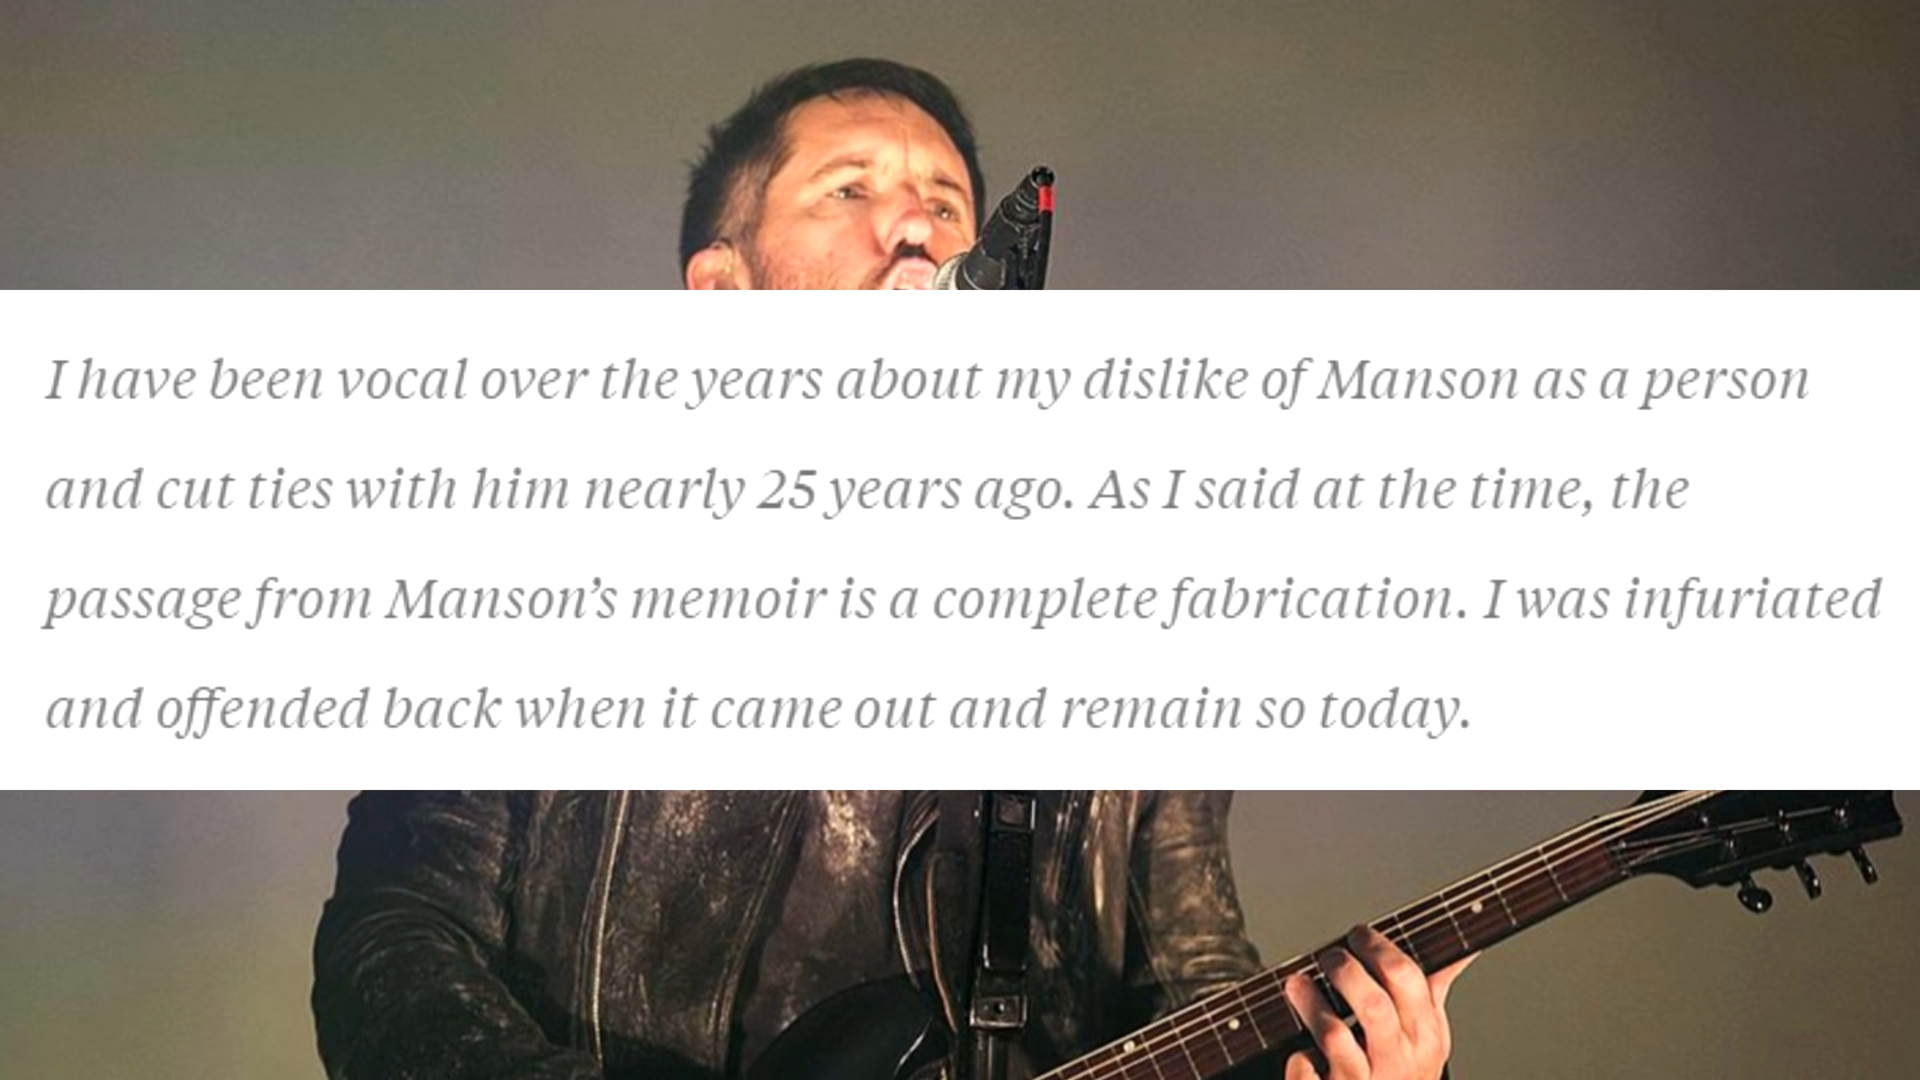 I have been vocal over the years about my dislike of Manson as a person
and cut ties with him nearly 25 years ago. As I said at the time, the
passage from Manson’s memoir is a complete fabrication. I was infuriated
and offended back when it came out and remain so today.